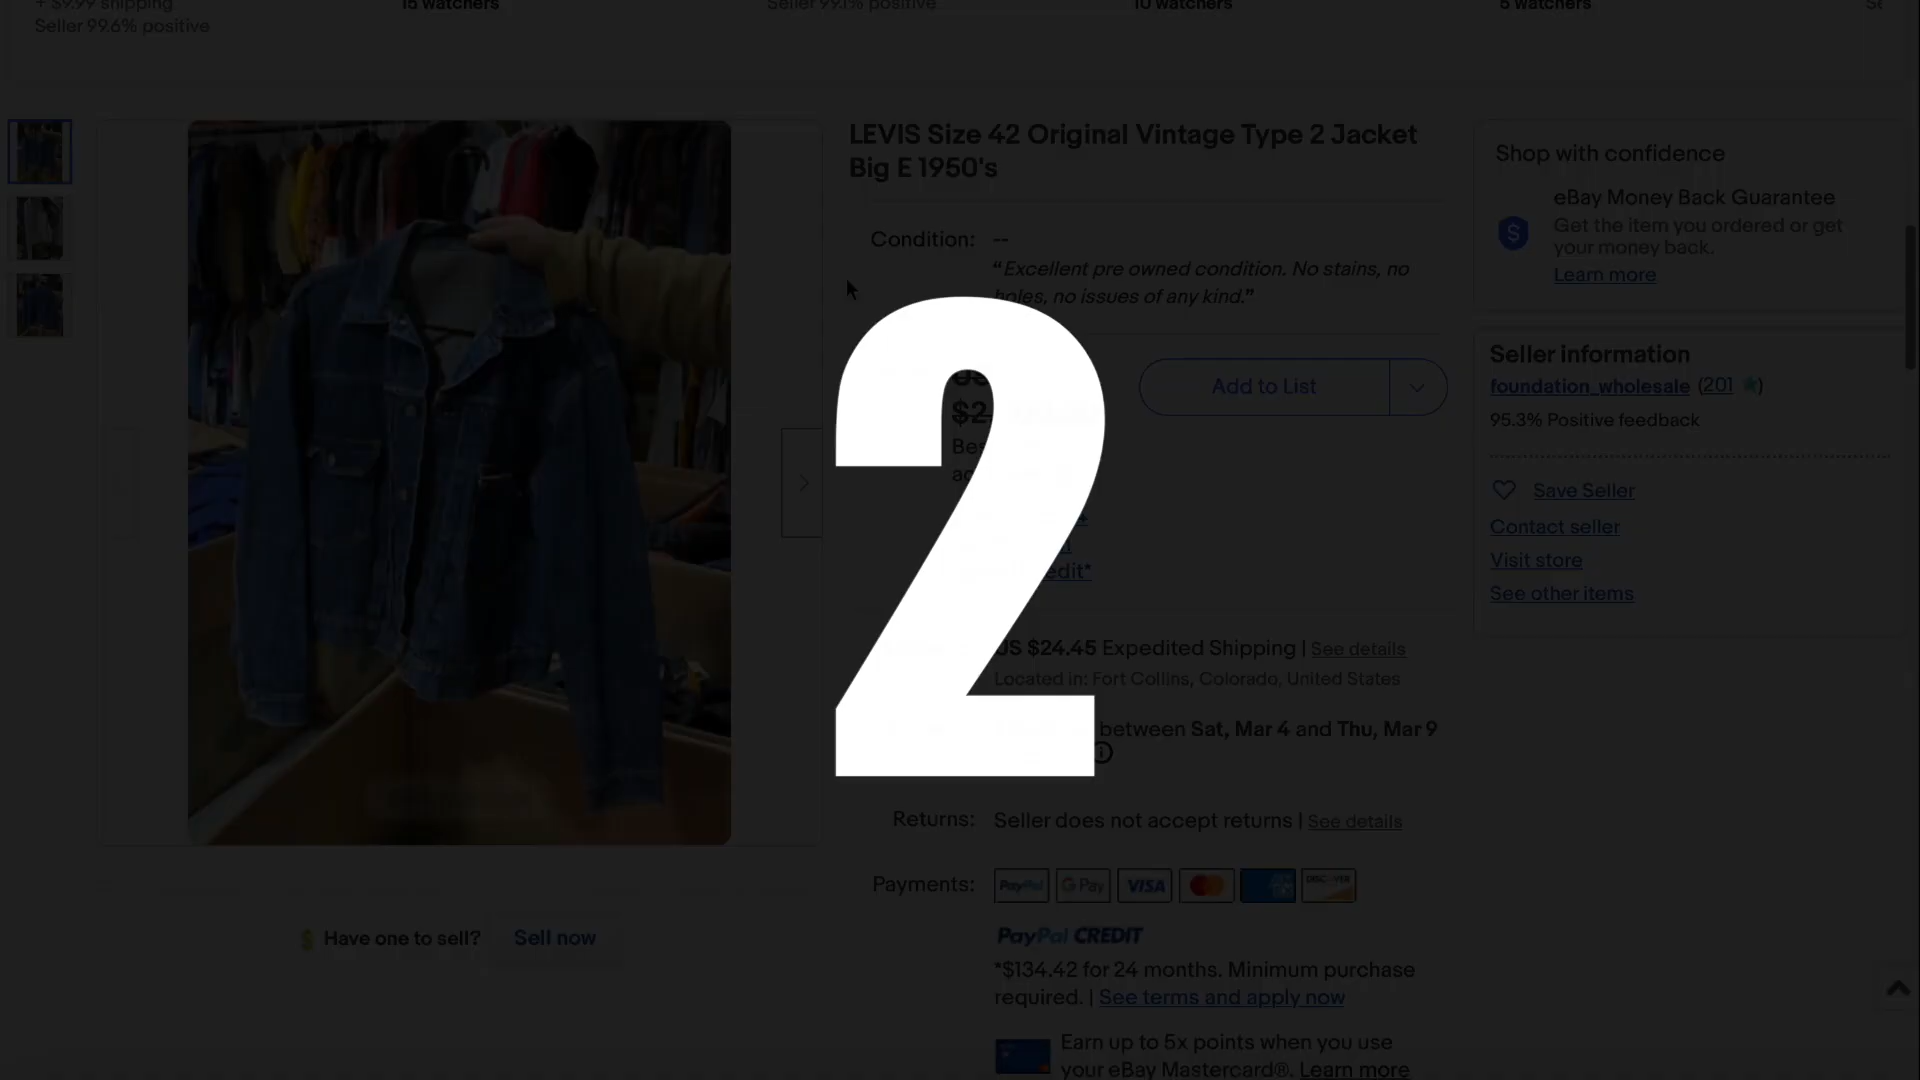 + $9.99 shipping
Seller 99.6% positive
15 watchers
Seller 99.1% positive
10 watchers
5 watchers
LEVIS Size 42 Original Vintage Type 2 Jacket
Big E 1950's
Condition: --
“Excellent pre owned condition. No stains, no
holes, no issues of any kind.”
2
$2
Add to List
edit*
US $24.45 Expedited Shipping | See details
Located in: Fort Collins, Colorado, United States
between Sat, Mar 4 and Thu, Mar 9
Returns: Seller does not accept returns | See details
Payments: PayPal G Pay VISA DISCOVER
PayPal CREDIT
*$134.42 for 24 months. Minimum purchase
required. | See terms and apply now
Earn up to 5x points when you use
your eBay Mastercard®. Learn more
Have one to sell? Sell now
Shop with confidence
eBay Money Back Guarantee
Get the item you ordered or get
your money back.
Learn more
Seller information
foundation_wholesale (201)
95.3% Positive feedback
Save Seller
Contact seller
Visit store
See other items